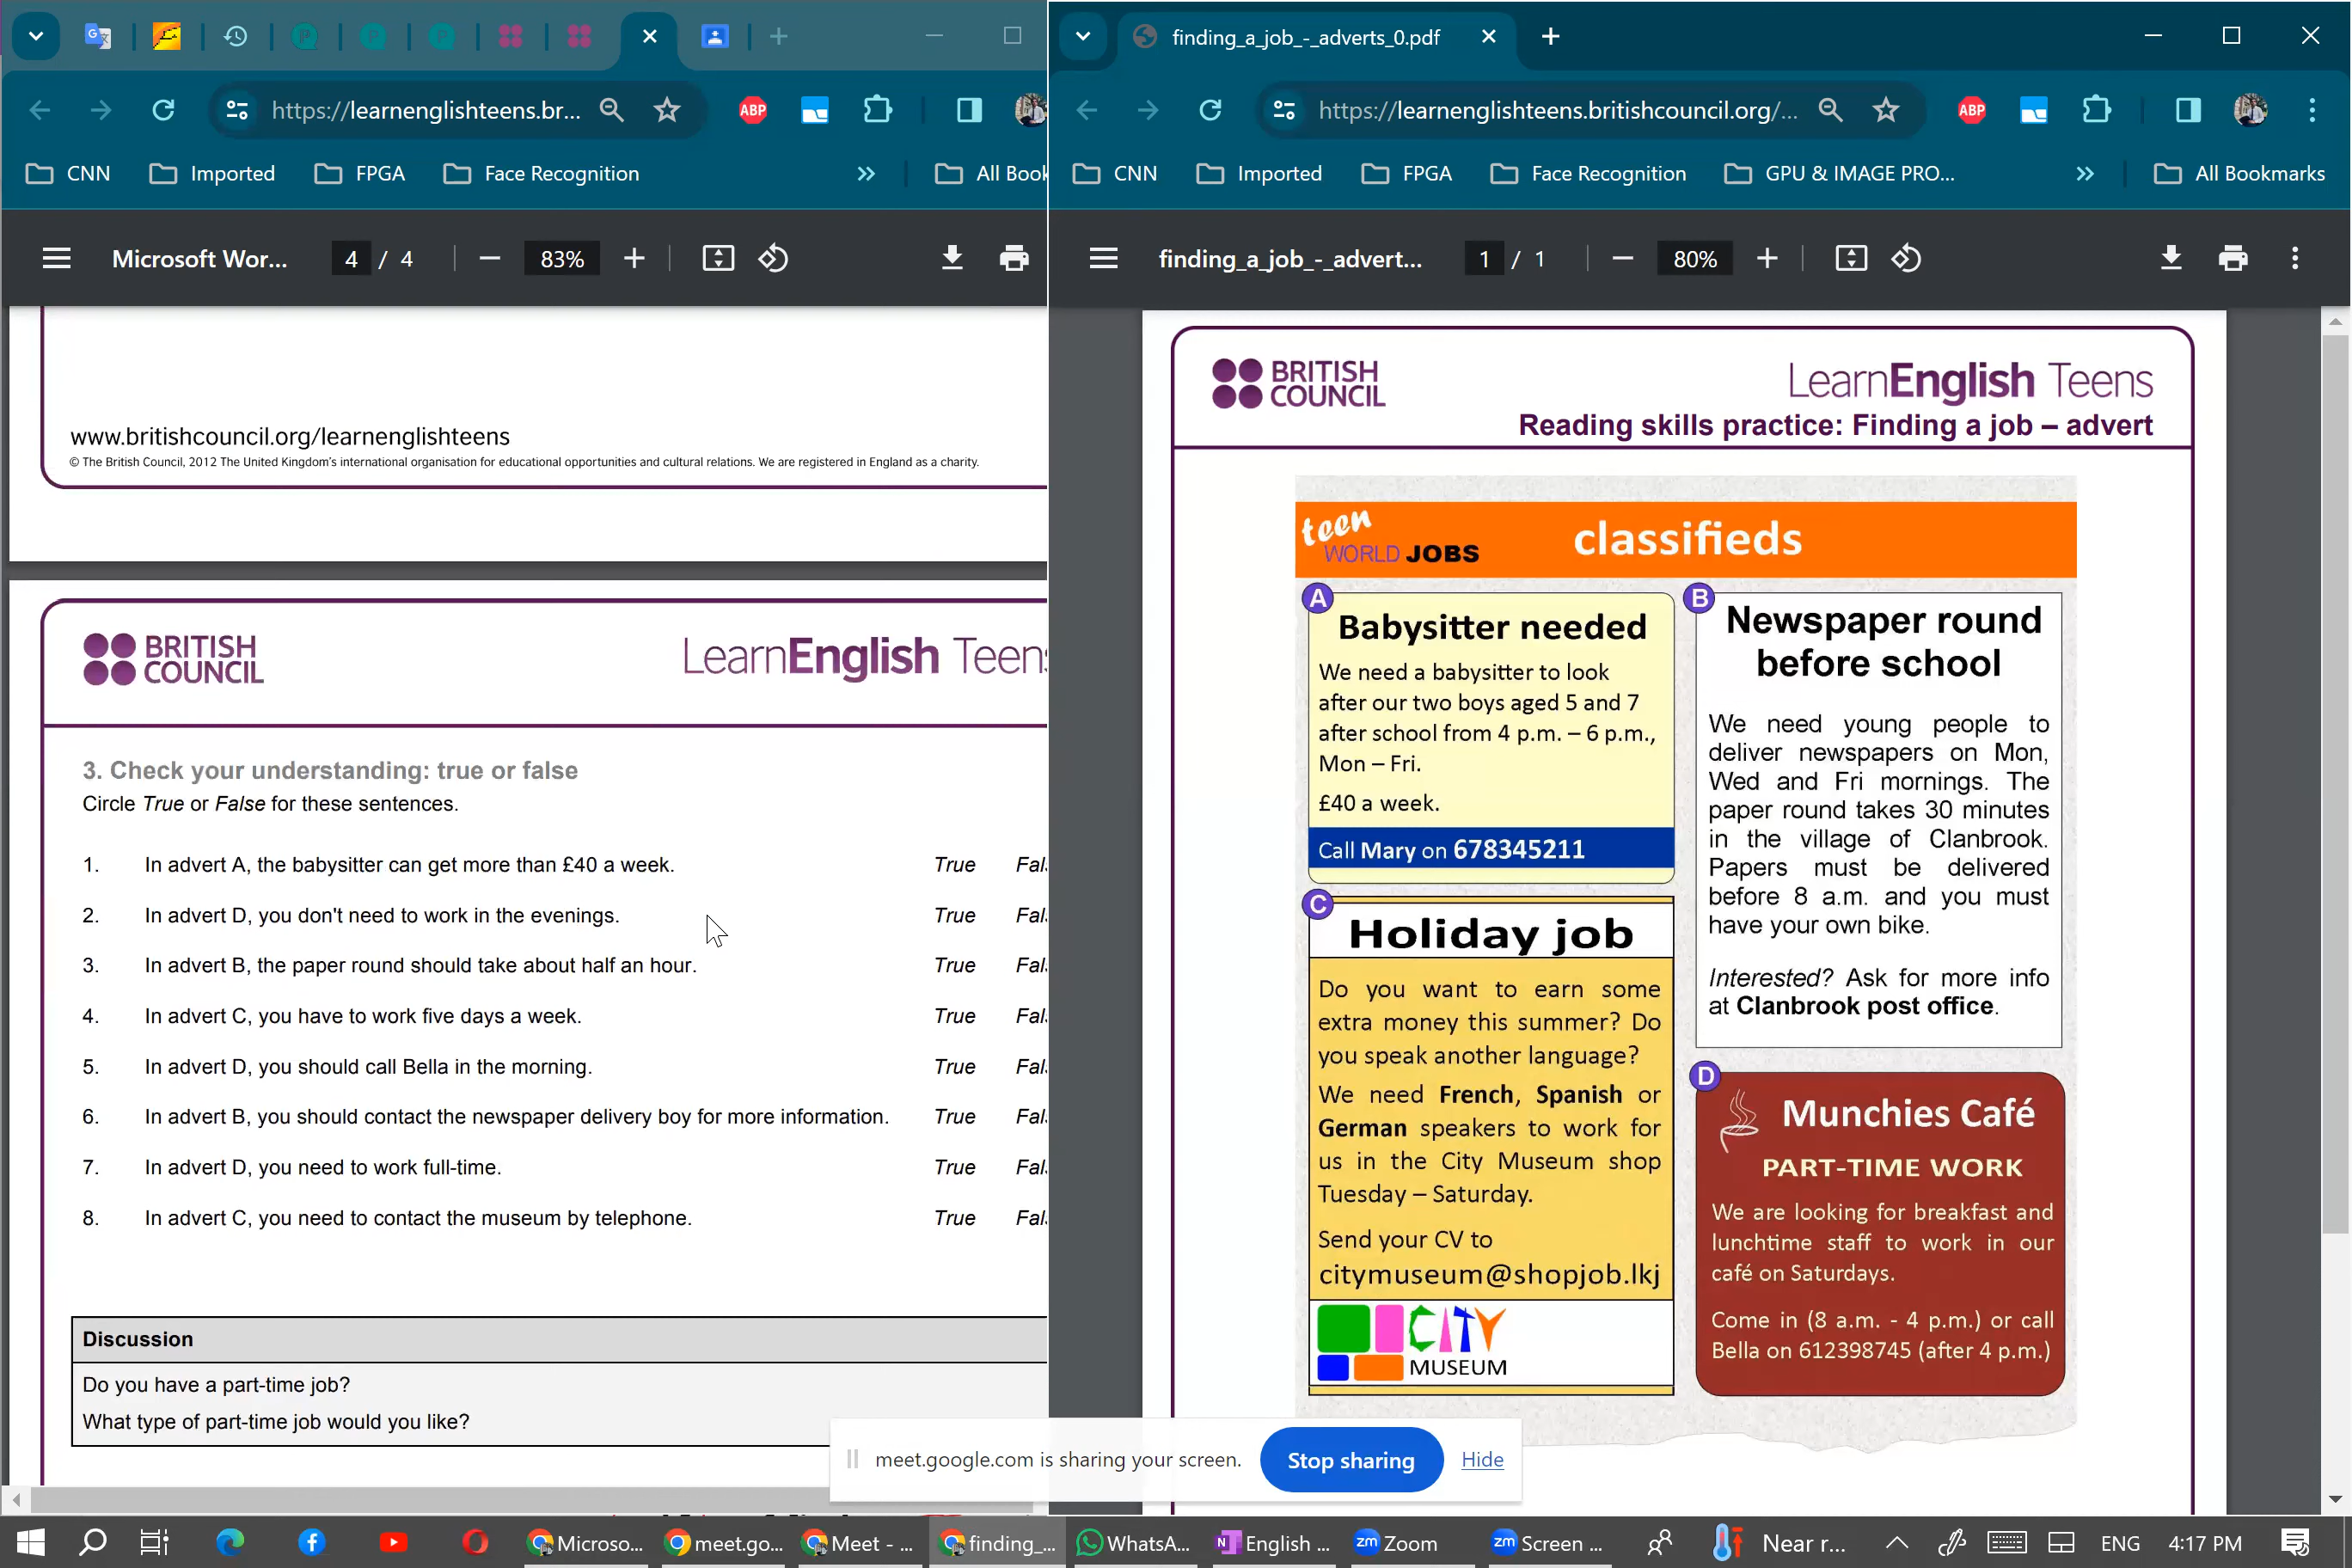 finding_a_job_-_adverts_0.pdf
https://learnenglishteens.br...
ABP
https://learnenglishteens.britishcouncil.org/...
ABP
CNN
Imported
FPGA
Face Recognition
All Book
CNN
Imported
FPGA
Face Recognition
GPU & IMAGE PRO...
All Bookmarks
Microsoft Wor...
4 / 4
83%
finding_a_job_-_advert...
1 / 1
80%
www.britishcouncil.org/learnenglishteens
© The British Council, 2012 The United Kingdom's international organisation for educational opportunities and cultural relations. We are registered in England as a charity.
BRITISH
COUNCIL
LearnEnglish Teens
3. Check your understanding: true or false
Circle True or False for these sentences.
1. In advert A, the babysitter can get more than £40 a week. True Fal
2. In advert D, you don't need to work in the evenings. True Fal
3. In advert B, the paper round should take about half an hour. True Fal
4. In advert C, you have to work five days a week. True Fal
5. In advert D, you should call Bella in the morning. True Fal
6. In advert B, you should contact the newspaper delivery boy for more information. True Fal
7. In advert D, you need to work full-time. True Fal
8. In advert C, you need to contact the museum by telephone. True Fal
Discussion
Do you have a part-time job?
What type of part-time job would you like?
BRITISH
COUNCIL
LearnEnglish Teens
Reading skills practice: Finding a job – advert
teen
WORLD JOBS
classifieds
A
Babysitter needed
We need a babysitter to look
after our two boys aged 5 and 7
after school from 4 p.m. – 6 p.m.,
Mon – Fri.
£40 a week.
Call Mary on 678345211
B
Newspaper round
before school
We need young people to
deliver newspapers on Mon,
Wed and Fri mornings. The
paper round takes 30 minutes
in the village of Clanbrook.
Papers must be delivered
before 8 a.m. and you must
have your own bike.
Interested? Ask for more info
at Clanbrook post office.
C
Holiday job
Do you want to earn some
extra money this summer? Do
you speak another language?
We need French, Spanish or
German speakers to work for
us in the City Museum shop
Tuesday – Saturday.
Send your CV to
citymuseum@shopjob.lkj
CITY
MUSEUM
D
Munchies Café
PART-TIME WORK
We are looking for breakfast and
lunchtime staff to work in our
café on Saturdays.
Come in (8 a.m. - 4 p.m.) or call
Bella on 612398745 (after 4 p.m.)
meet.google.com is sharing your screen.
Stop sharing
Hide
Microso...
meet.go...
Meet - ...
finding_...
WhatsA...
English ...
Zoom
Screen ...
Near r...
ENG
4:17 PM